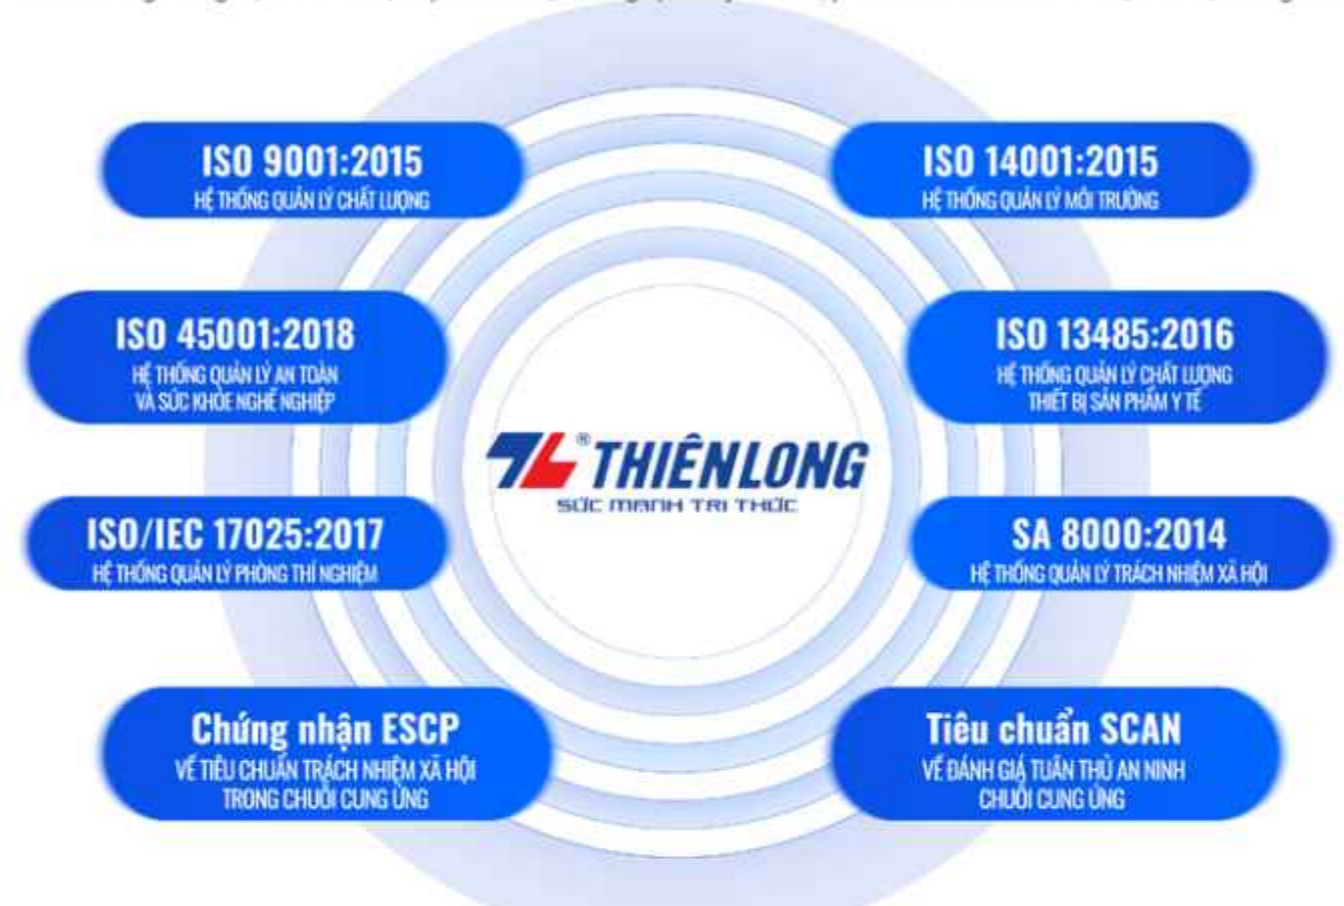 ISO 9001:2015
HỆ THỐNG QUẢN LÝ CHẤT LƯỢNG
ISO 14001:2015
HỆ THỐNG QUẢN LÝ MÔI TRƯỜNG
ISO 45001:2018
HỆ THỐNG QUẢN LÝ AN TOÀN
VÀ SỨC KHỎE NGHỀ NGHIỆP
ISO 13485:2016
HỆ THỐNG QUẢN LÝ CHẤT LƯỢNG
THIẾT BỊ SẢN PHẨM Y TẾ
TL® THIÊN LONG
SỨC MẠNH TRI THỨC
ISO/IEC 17025:2017
HỆ THỐNG QUẢN LÝ PHÒNG THÍ NGHIỆM
SA 8000:2014
HỆ THỐNG QUẢN LÝ TRÁCH NHIỆM XÃ HỘI
Chứng nhận ESCP
VỀ TIÊU CHUẨN TRÁCH NHIỆM XÃ HỘI
TRONG CHUỖI CUNG ỨNG
Tiêu chuẩn SCAN
VỀ ĐÁNH GIÁ TUÂN THỦ AN NINH
CHUỖI CUNG ỨNG